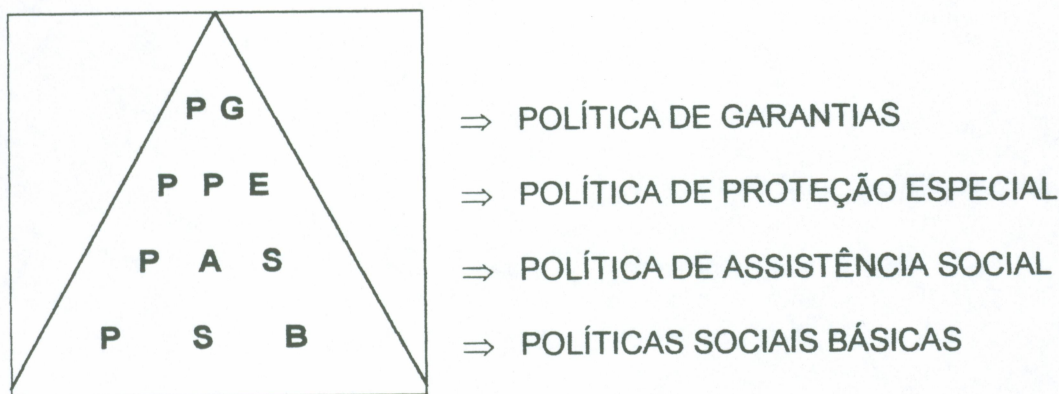 P G ⇒ POLÍTICA DE GARANTIAS
P P E ⇒ POLÍTICA DE PROTEÇÃO ESPECIAL
P A S ⇒ POLÍTICA DE ASSISTÊNCIA SOCIAL
P S B ⇒ POLÍTICAS SOCIAIS BÁSICAS